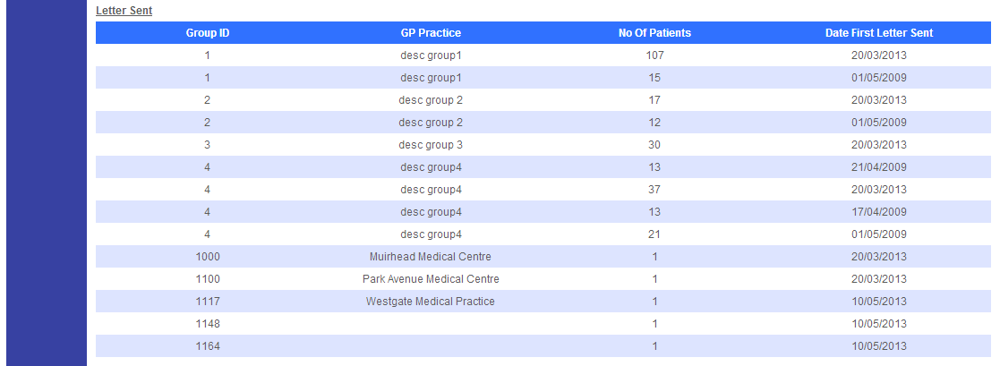 Letter Sent
Group ID GP Practice No Of Patients Date First Letter Sent
1 desc group1 107 20/03/2013
1 desc group1 15 01/05/2009
2 desc group 2 17 20/03/2013
2 desc group 2 12 01/05/2009
3 desc group 3 30 20/03/2013
4 desc group4 13 21/04/2009
4 desc group4 37 20/03/2013
4 desc group4 13 17/04/2009
4 desc group4 21 01/05/2009
1000 Muirhead Medical Centre 1 20/03/2013
1100 Park Avenue Medical Centre 1 20/03/2013
1117 Westgate Medical Practice 1 10/05/2013
1148 1 10/05/2013
1164 1 10/05/2013